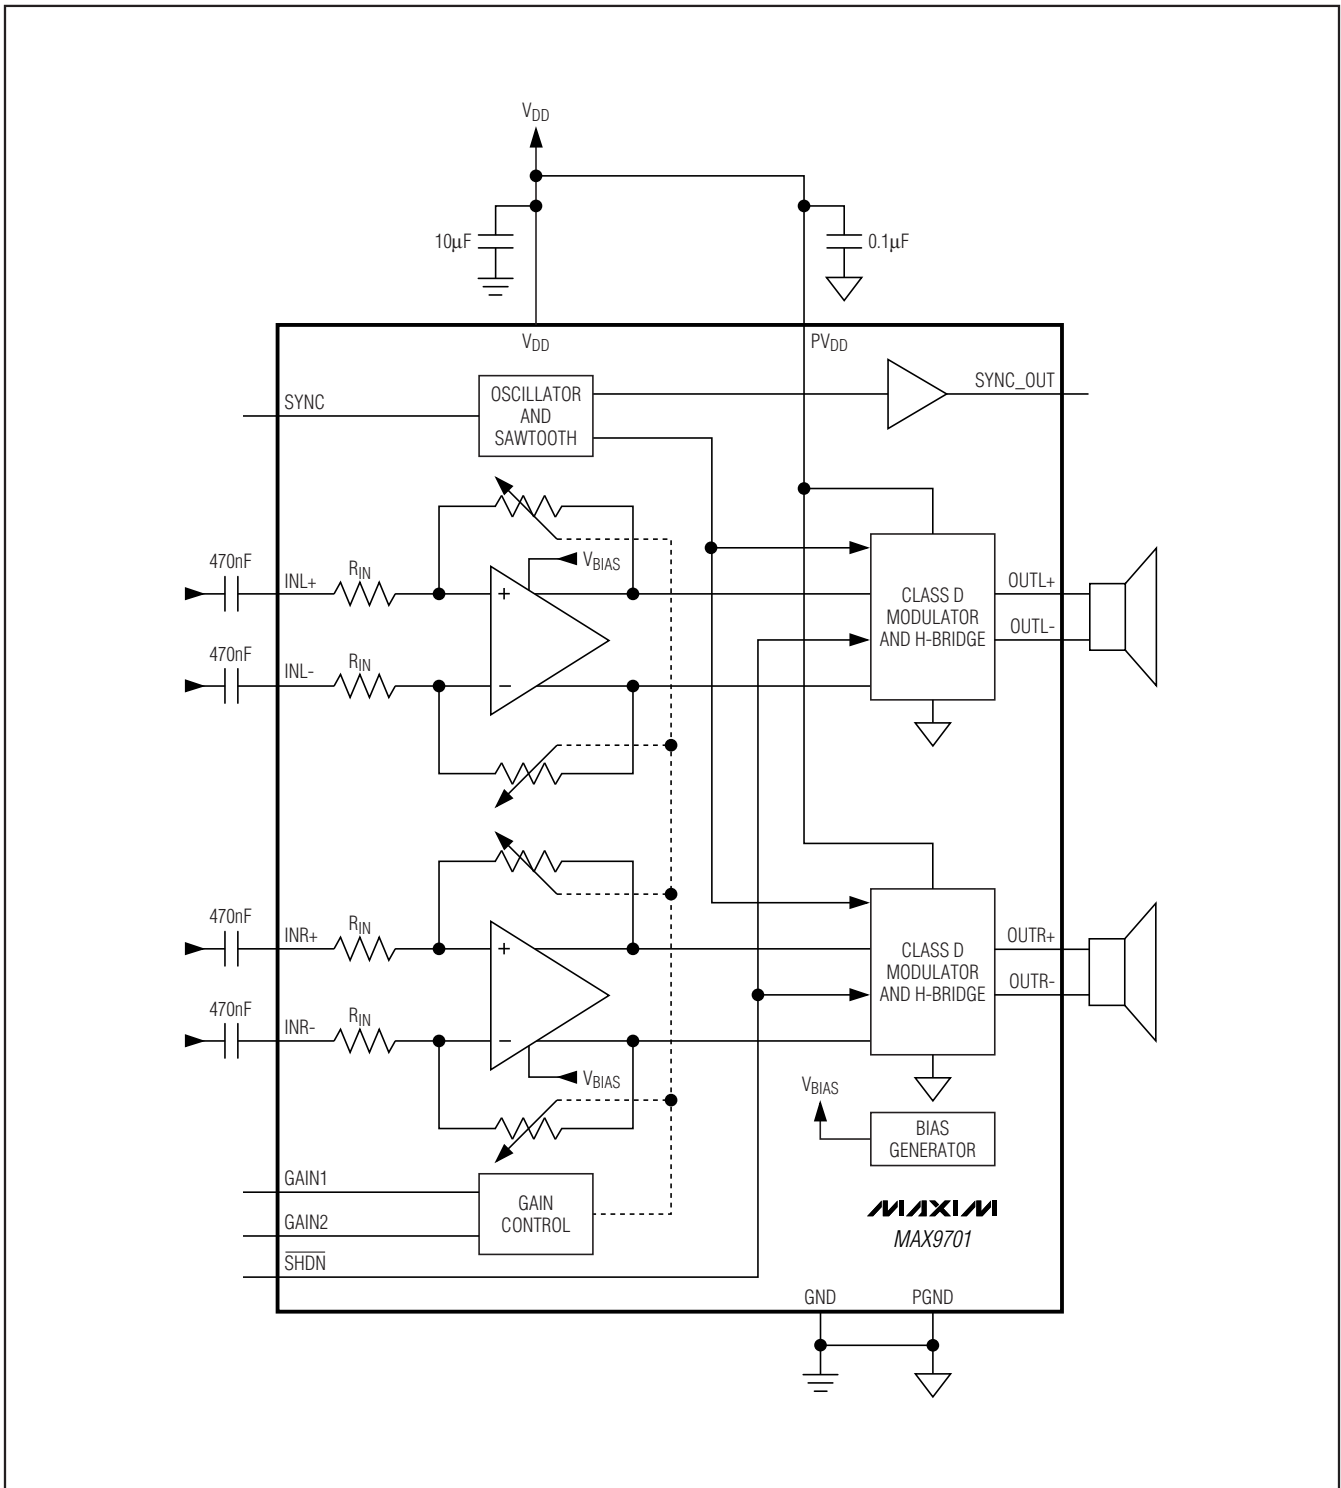 VDD
10μF
0.1μF
VDD
PVDD
SYNC
OSCILLATOR
AND
SAWTOOTH
SYNC_OUT
470nF
INL+
RIN
VBIAS
+
470nF
INL-
RIN
−
CLASS D
MODULATOR
AND H-BRIDGE
OUTL+
OUTL-
470nF
INR+
RIN
+
470nF
INR-
RIN
−
VBIAS
CLASS D
MODULATOR
AND H-BRIDGE
OUTR+
OUTR-
VBIAS
BIAS
GENERATOR
GAIN1
GAIN2
GAIN
CONTROL
SHDN
MAXIM
MAX9701
GND
PGND